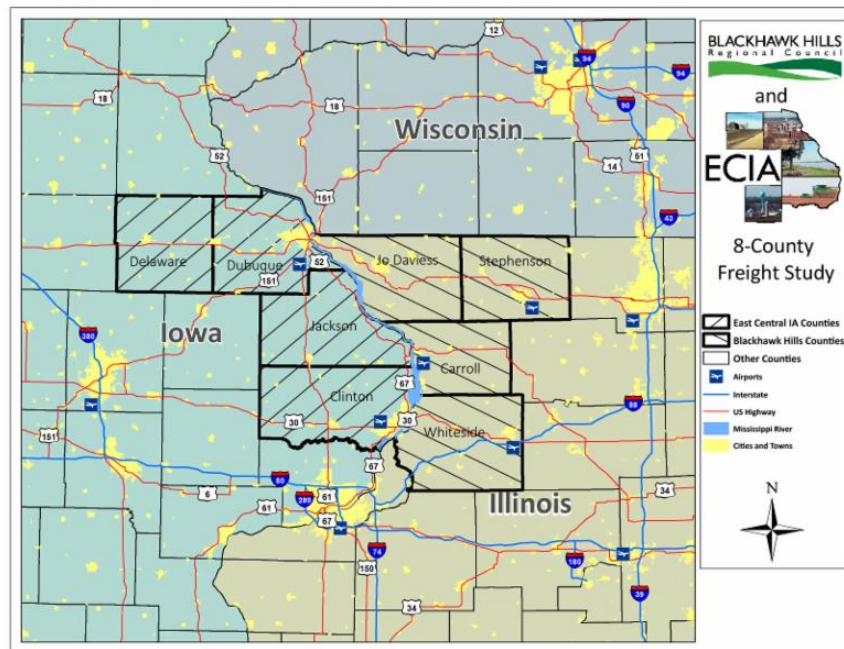 12
94
94
90
18
18
Wisconsin
52
14
51
151
43
Delaware
Dubuque
52
151
Jo Daviess
Stephenson
Iowa
Jackson
380
Carroll
67
Clinton
30
30
88
Whiteside
151
67
80
6
280
61
61
67
Illinois
34
74
150
180
34
39
BLACKHAWK HILLS
Regional Council
and
ECIA
8-County
Freight Study
East Central IA Counties
Blackhawk Hills Counties
Other Counties
Airports
Interstate
US Highway
Mississippi River
Cities and Towns
N